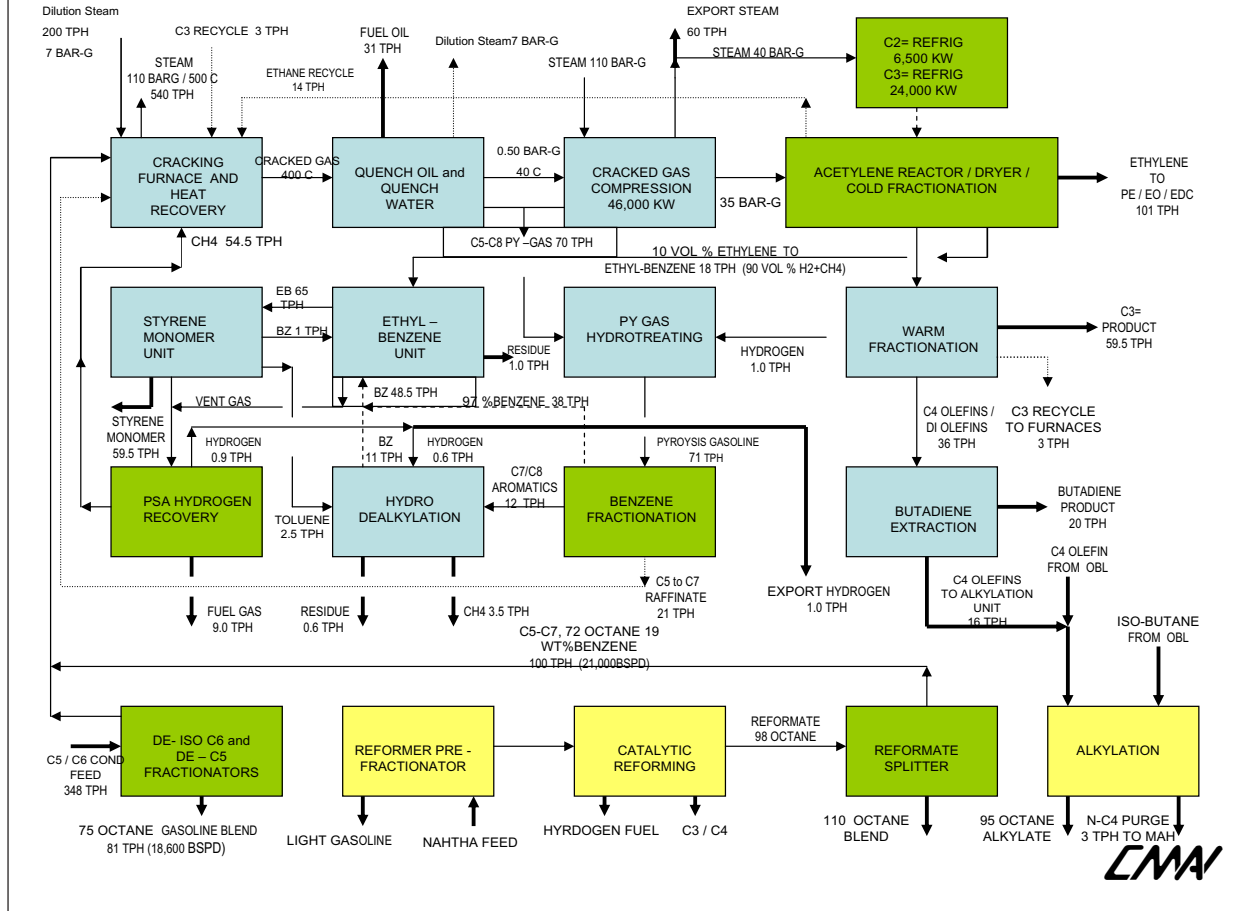 Dilution Steam
200 TPH
7 BAR-G
C3 RECYCLE  3 TPH
STEAM
110 BARG / 500 C
540 TPH
ETHANE RECYCLE
14 TPH
FUEL OIL
31 TPH
Dilution Steam7 BAR-G
STEAM 110 BAR-G
EXPORT STEAM
60 TPH
STEAM 40 BAR-G
C2= REFRIG
6,500 KW
C3= REFRIG
24,000 KW
CRACKING
FURNACE  AND
HEAT
RECOVERY
CRACKED GAS
400 C
QUENCH OIL and
QUENCH
WATER
0.50 BAR-G
40 C
CRACKED GAS
COMPRESSION
46,000 KW
35 BAR-G
ACETYLENE REACTOR / DRYER /
COLD FRACTIONATION
ETHYLENE
TO
PE / EO / EDC
101 TPH
CH4  54.5 TPH
C5-C8 PY –GAS 70 TPH
10 VOL % ETHYLENE  TO
ETHYL-BENZENE 18 TPH  (90 VOL % H2+CH4)
STYRENE
MONOMER
UNIT
EB 65
TPH
BZ 1 TPH
ETHYL –
BENZENE
UNIT
RESIDUE
1.0 TPH
PY GAS
HYDROTREATING
HYDROGEN
1.0 TPH
WARM
FRACTIONATION
C3=
PRODUCT
59.5 TPH
BZ 48.5 TPH
97 %BENZENE  38 TPH
VENT GAS
STYRENE
MONOMER
59.5 TPH
HYDROGEN
0.9 TPH
BZ
11 TPH
HYDROGEN
0.6 TPH
PYROYSIS GASOLINE
71 TPH
C4 OLEFINS /
DI OLEFINS
36 TPH
C3 RECYCLE
TO FURNACES
3 TPH
PSA HYDROGEN
RECOVERY
TOLUENE
2.5 TPH
HYDRO
DEALKYLATION
C7/C8
AROMATICS
12  TPH
BENZENE
FRACTIONATION
BUTADIENE
EXTRACTION
BUTADIENE
PRODUCT
20 TPH
FUEL GAS
9.0 TPH
RESIDUE
0.6 TPH
CH4 3.5 TPH
C5 to C7
RAFFINATE
21 TPH
EXPORT HYDROGEN
1.0 TPH
C4 OLEFINS
TO ALKYLATION
UNIT
16 TPH
C4 OLEFIN
FROM OBL
ISO-BUTANE
FROM  OBL
C5-C7, 72 OCTANE 19
WT%BENZENE
100 TPH  (21,000BSPD)
C5 / C6 COND
FEED
348 TPH
DE- ISO C6 and
DE – C5
FRACTIONATORS
REFORMER PRE -
FRACTIONATOR
CATALYTIC
REFORMING
REFORMATE
98 OCTANE
REFORMATE
SPLITTER
ALKYLATION
75 OCTANE  GASOLINE BLEND
81 TPH (18,600 BSPD)
LIGHT GASOLINE
NAHTHA FEED
HYRDOGEN FUEL
C3 / C4
110  OCTANE
BLEND
95 OCTANE
ALKYLATE
N-C4 PURGE
3 TPH TO MAH
CMAI